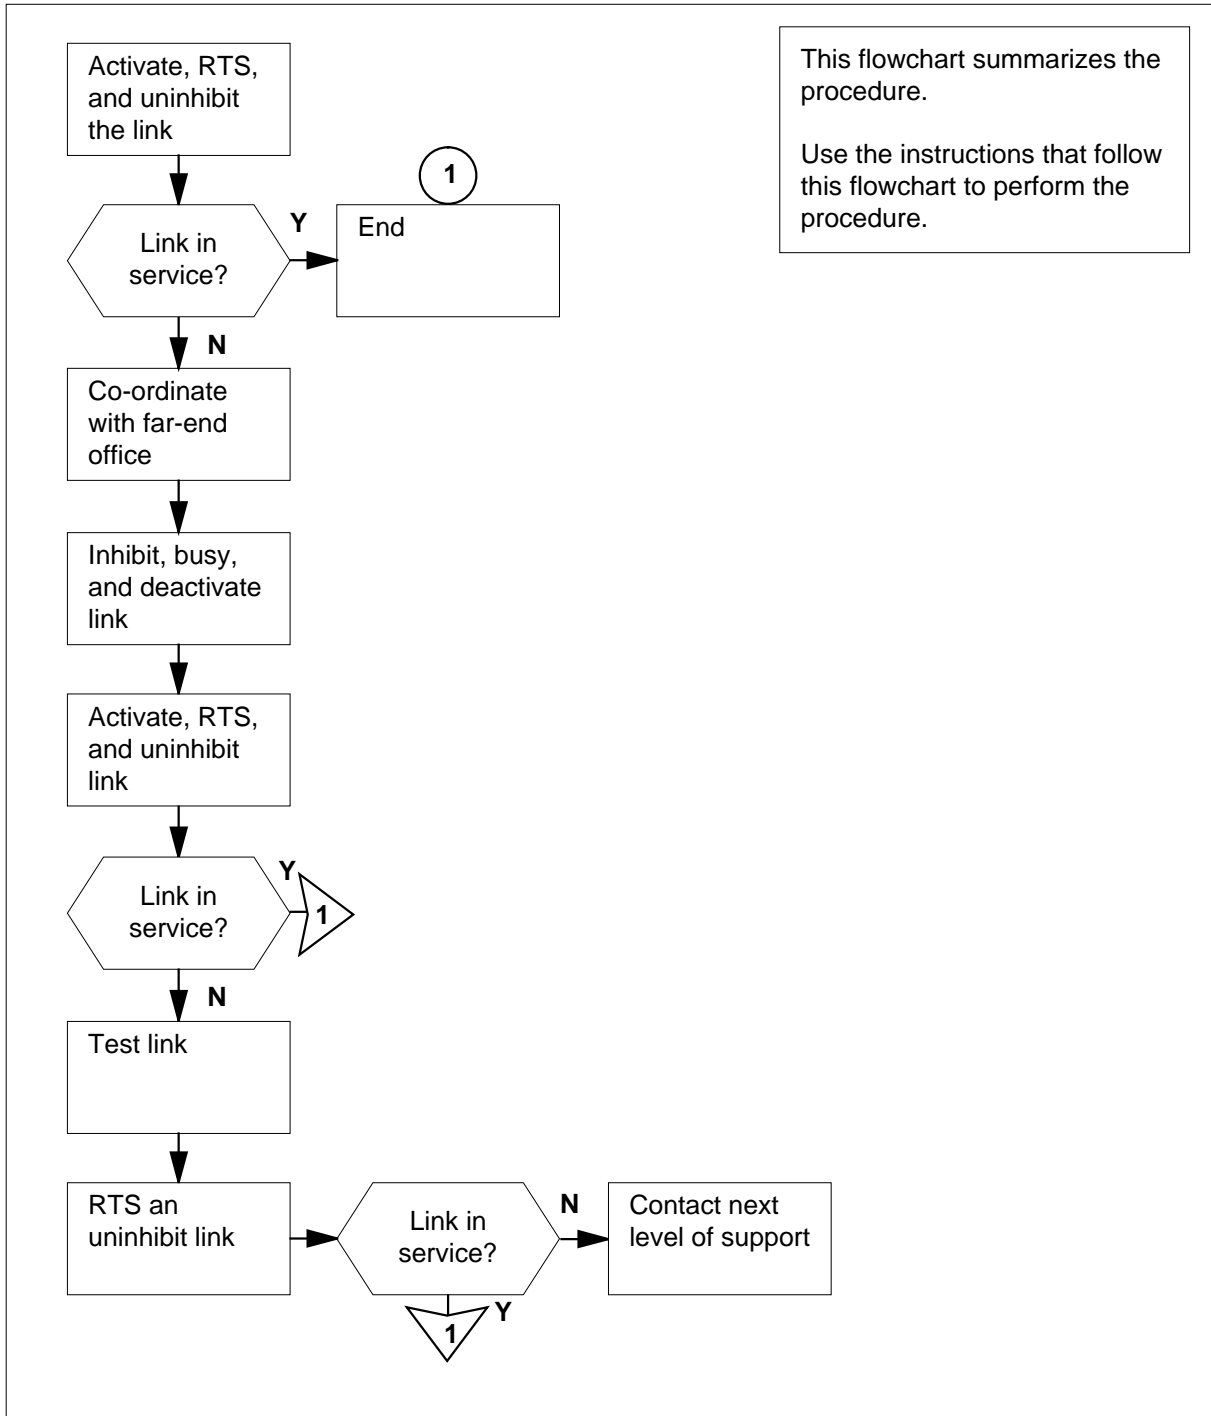 Activate, RTS,
and uninhibit
the link
This flowchart summarizes the
procedure.
Use the instructions that follow
this flowchart to perform the
procedure.
1
Link in
service?
Y
End
N
Co-ordinate
with far-end
office
Inhibit, busy,
and deactivate
link
Activate, RTS,
and uninhibit
link
Link in
service?
Y
1
N
Test link
RTS an
uninhibit link
Link in
service?
N
Contact next
level of support
Y
1